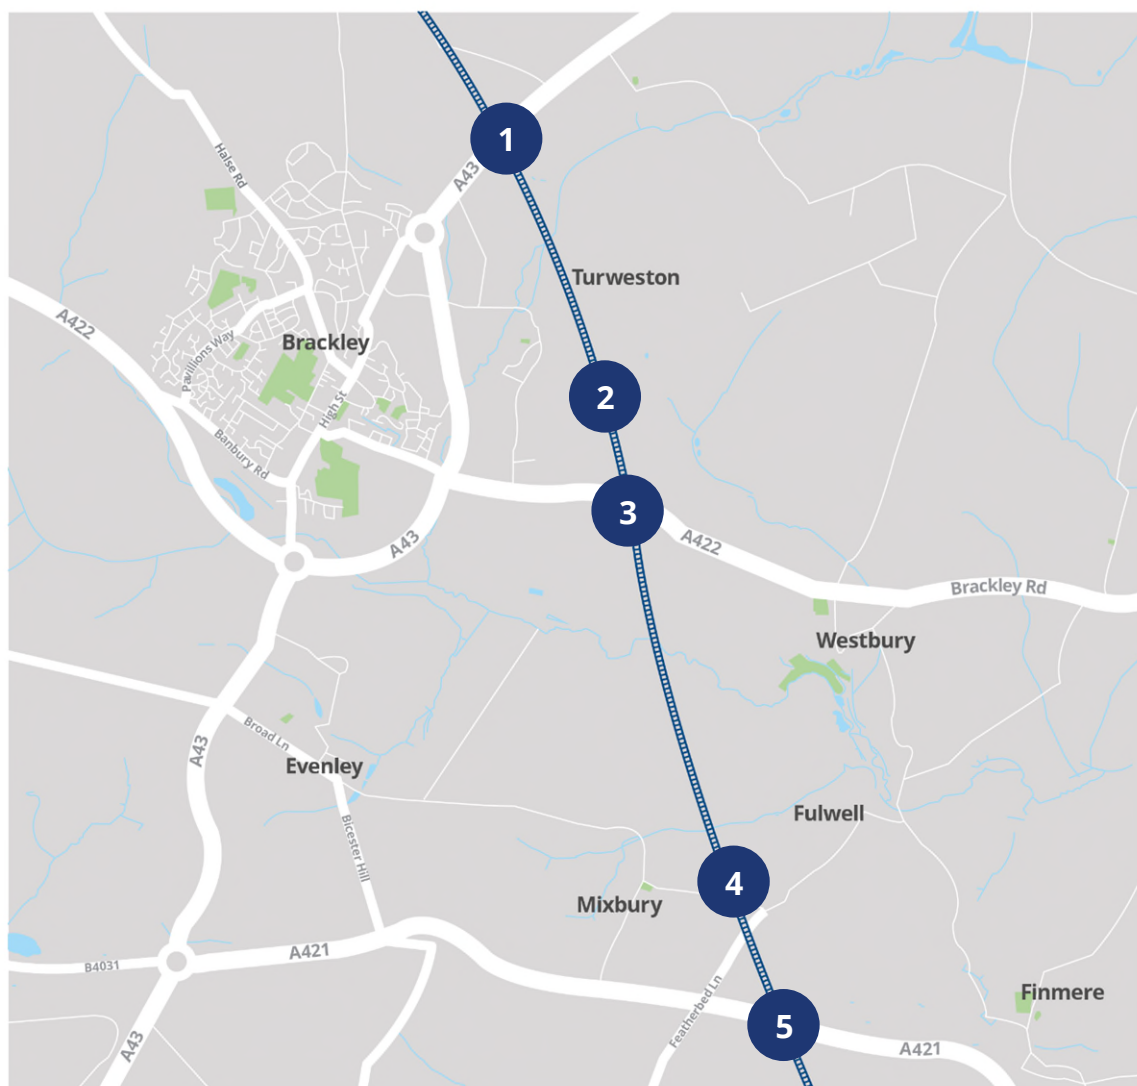 1
Halse Rd
A43
Turweston
A422
Pavillions Way
Brackley
2
High St
Banbury Rd
3
A43
A422
Brackley Rd
Westbury
Broad Ln
A43
Evenley
Fulwell
Bicester Hill
4
Mixbury
A421
B4031
Featherbed Ln
Finmere
5
A43
A421